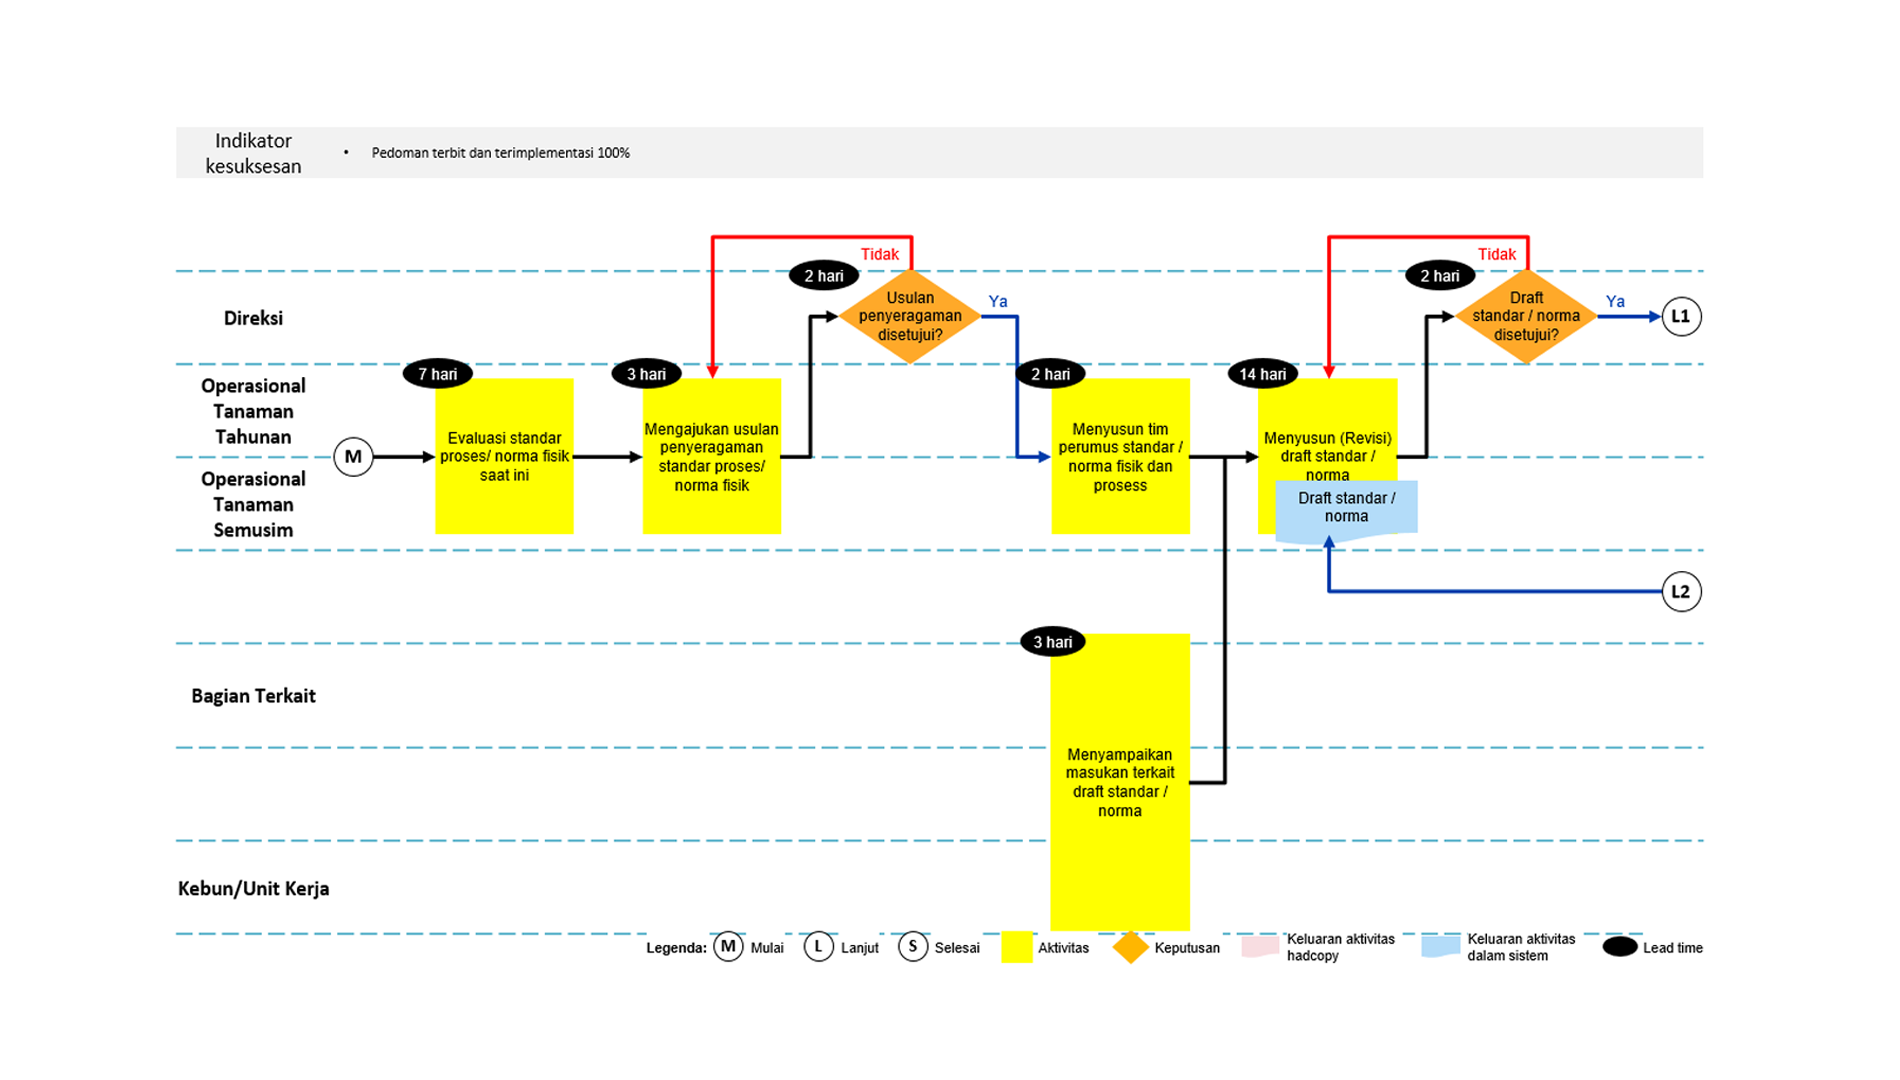 Indikator
kesuksesan
• Pedoman terbit dan terimplementasi 100%
Tidak
Tidak
2 hari
2 hari
Direksi
Usulan
penyeragaman
disetujui?
Ya
Draft
standar / norma
disetujui?
Ya
L1
7 hari
3 hari
2 hari
14 hari
Operasional
Tanaman
Tahunan
M
Evaluasi standar
proses/ norma fisik
saat ini
Mengajukan usulan
penyeragaman
standar proses/
norma fisik
Menyusun tim
perumus standar /
norma fisik dan
prosess
Menyusun (Revisi)
draft standar /
norma
Draft standar /
norma
Operasional
Tanaman
Semusim
L2
3 hari
Bagian Terkait
Menyampaikan
masukan terkait
draft standar /
norma
Kebun/Unit Kerja
Legenda:
M
Mulai
L
Lanjut
S
Selesai
Aktivitas
Keputusan
Keluaran aktivitas
hadcopy
Keluaran aktivitas
dalam sistem
Lead time